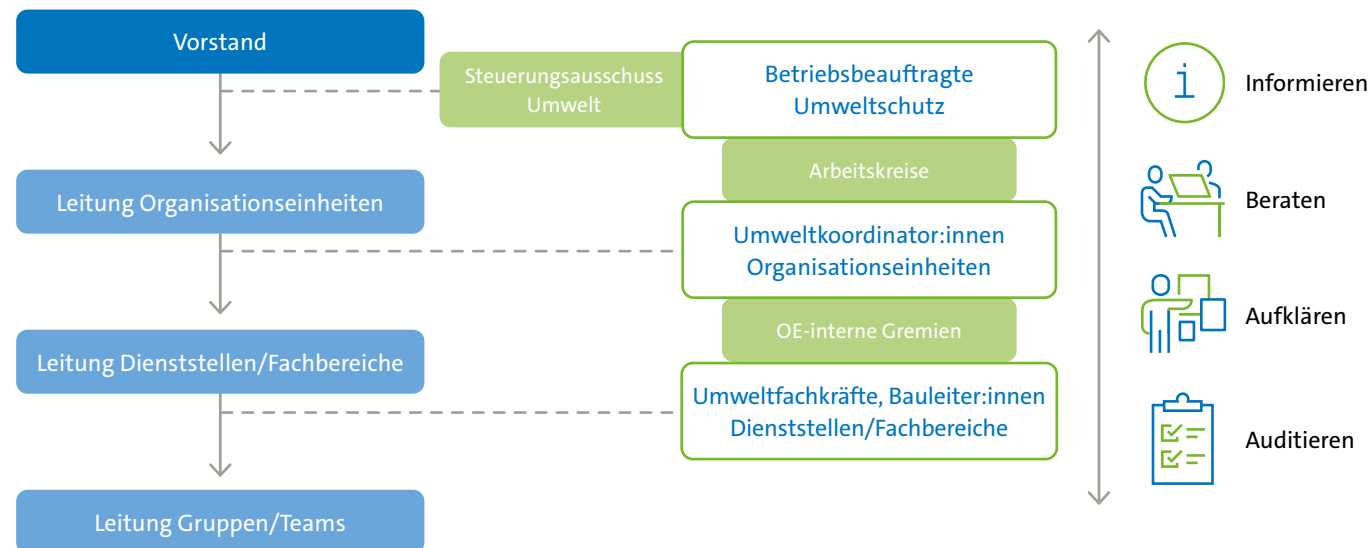 Vorstand
Steuerungsausschuss
Umwelt
Betriebsbeauftragte
Umweltschutz
Arbeitskreise
Leitung Organisationseinheiten
Umweltkoordinator:innen
Organisationseinheiten
OE-interne Gremien
Leitung Dienststellen/Fachbereiche
Umweltfachkräfte, Bauleiter:innen
Dienststellen/Fachbereiche
Leitung Gruppen/Teams
i
Informieren
Beraten
Aufklären
Auditieren